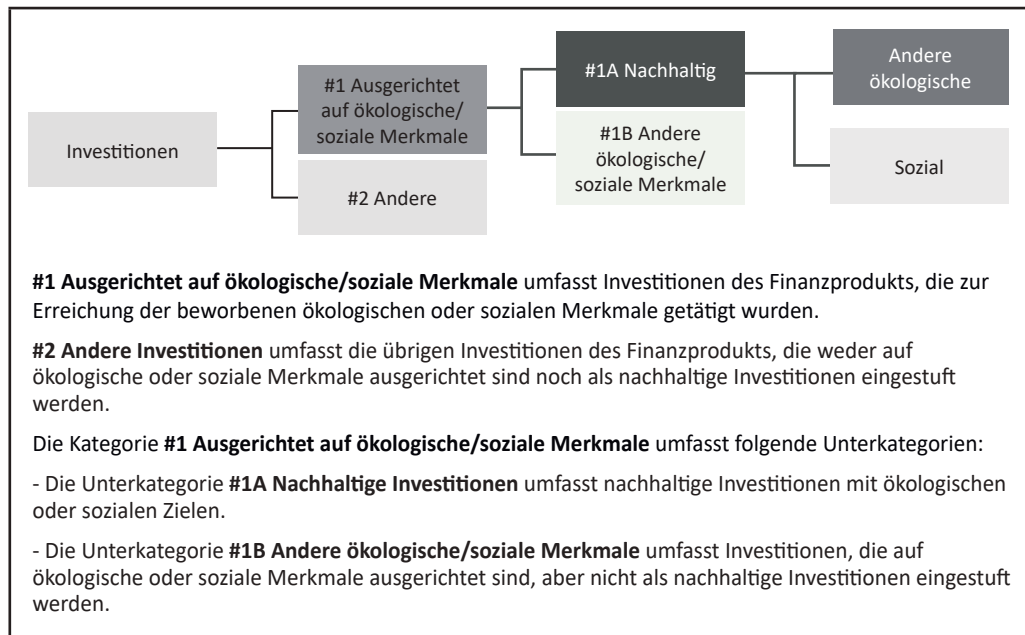 Investitionen
#1 Ausgerichtet
auf ökologische/
soziale Merkmale
#2 Andere
#1A Nachhaltig
#1B Andere
ökologische/
soziale Merkmale
Andere
ökologische
Sozial
#1 Ausgerichtet auf ökologische/soziale Merkmale umfasst Investitionen des Finanzprodukts, die zur
Erreichung der beworbenen ökologischen oder sozialen Merkmale getätigt wurden.
#2 Andere Investitionen umfasst die übrigen Investitionen des Finanzprodukts, die weder auf
ökologische oder soziale Merkmale ausgerichtet sind noch als nachhaltige Investitionen eingestuft
werden.
Die Kategorie #1 Ausgerichtet auf ökologische/soziale Merkmale umfasst folgende Unterkategorien:
- Die Unterkategorie #1A Nachhaltige Investitionen umfasst nachhaltige Investitionen mit ökologischen
oder sozialen Zielen.
- Die Unterkategorie #1B Andere ökologische/soziale Merkmale umfasst Investitionen, die auf
ökologische oder soziale Merkmale ausgerichtet sind, aber nicht als nachhaltige Investitionen eingestuft
werden.